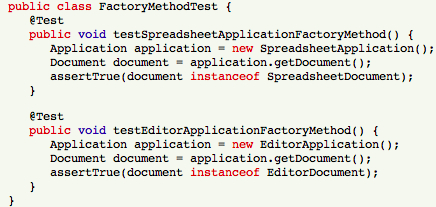 public class FactoryMethodTest {
@Test
public void testSpreadsheetApplicationFactoryMethod() {
Application application = new SpreadsheetApplication();
Document document = application.getDocument();
assertTrue(document instanceof SpreadsheetDocument);
}
@Test
public void testEditorApplicationFactoryMethod() {
Application application = new EditorApplication();
Document document = application.getDocument();
assertTrue(document instanceof EditorDocument);
}
}